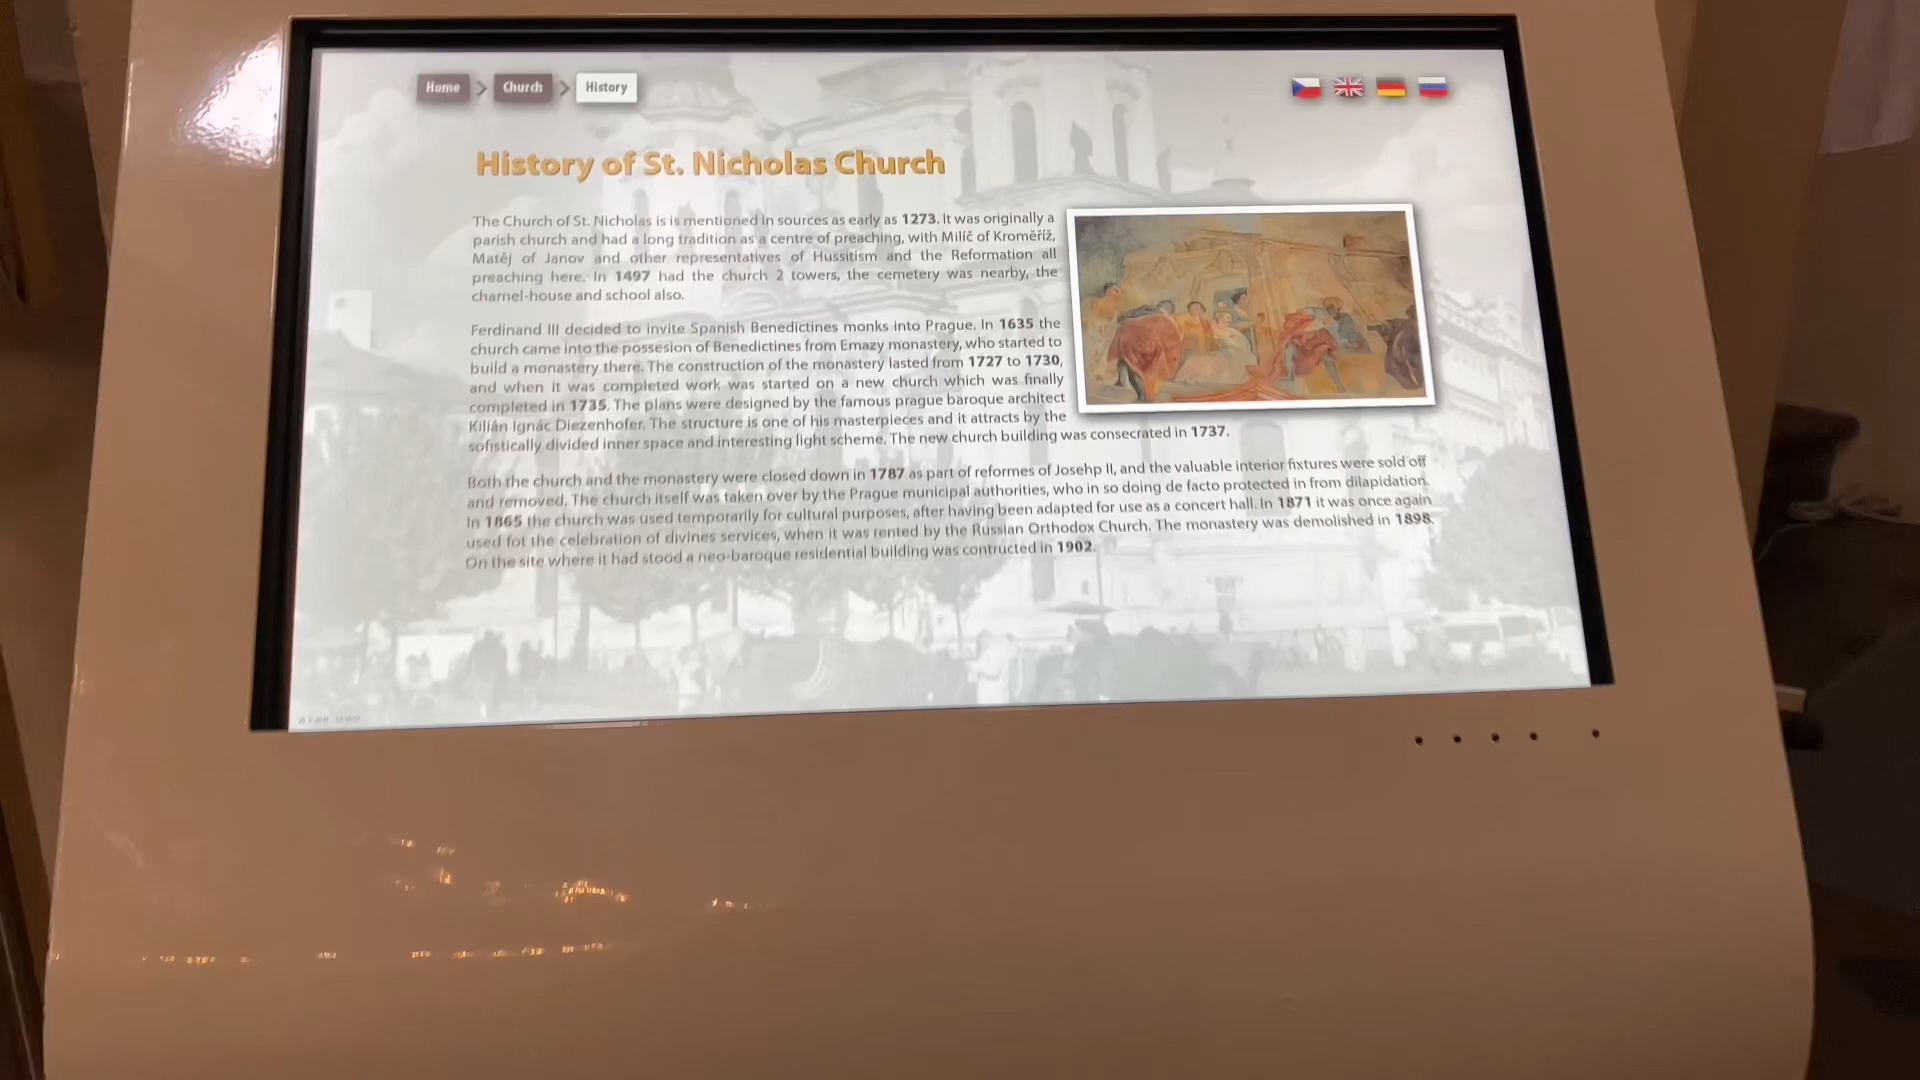 Home > Church > History
History of St. Nicholas Church
The Church of St. Nicholas is is mentioned in sources as early as 1273. It was originally a
parish church and had a long tradition as a centre of preaching, with Milíč of Kroměříž,
Matěj of Janov and other representatives of Hussitism and the Reformation all
preaching here. In 1497 had the church 2 towers, the cemetery was nearby, the
charnel-house and school also.
Ferdinand III decided to invite Spanish Benedictines monks into Prague. In 1635 the
church came into the possesion of Benedictines from Emazy monastery, who started to
build a monastery there. The construction of the monastery lasted from 1727 to 1730,
and when it was completed work was started on a new church which was finally
completed in 1735. The plans were designed by the famous prague baroque architect
Kilián Ignác Diezenhofer. The structure is one of his masterpieces and it attracts by the
sofistically divided inner space and interesting light scheme. The new church building was consecrated in 1737.
Both the church and the monastery were closed down in 1787 as part of reformes of Josehp II, and the valuable interior fixtures were sold off
and removed. The church itself was taken over by the Prague municipal authorities, who in so doing de facto protected in from dilapidation.
In 1865 the church was used temporarily for cultural purposes, after having been adapted for use as a concert hall. In 1871 it was once again
used fot the celebration of divines services, when it was rented by the Russian Orthodox Church. The monastery was demolished in 1898.
On the site where it had stood a neo-baroque residential building was contructed in 1902.